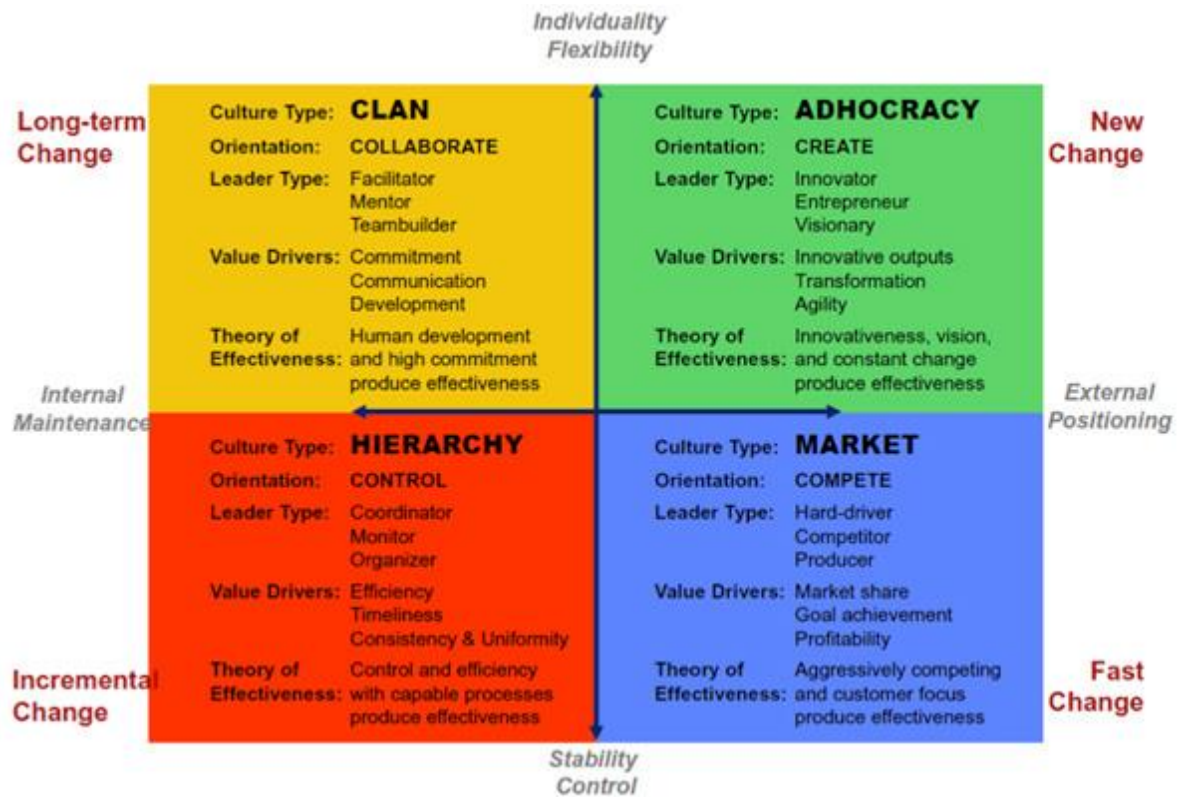 Individuality
Flexibility
Long-term
Change
Culture Type: CLAN
Orientation: COLLABORATE
Leader Type: Facilitator
Mentor
Teambuilder
Value Drivers: Commitment
Communication
Development
Theory of Human development
Effectiveness: and high commitment
produce effectiveness
Culture Type: ADHOCRACY
Orientation: CREATE
Leader Type: Innovator
Entrepreneur
Visionary
Value Drivers: Innovative outputs
Transformation
Agility
Theory of Innovativeness, vision,
Effectiveness: and constant change
produce effectiveness
New
Change
Internal
Maintenance
External
Positioning
Culture Type: HIERARCHY
Orientation: CONTROL
Leader Type: Coordinator
Monitor
Organizer
Value Drivers: Efficiency
Timeliness
Consistency & Uniformity
Theory of Control and efficiency
Effectiveness: with capable processes
produce effectiveness
Incremental
Change
Culture Type: MARKET
Orientation: COMPETE
Leader Type: Hard-driver
Competitor
Producer
Value Drivers: Market share
Goal achievement
Profitability
Theory of Aggressively competing
Effectiveness: and customer focus
produce effectiveness
Fast
Change
Stability
Control